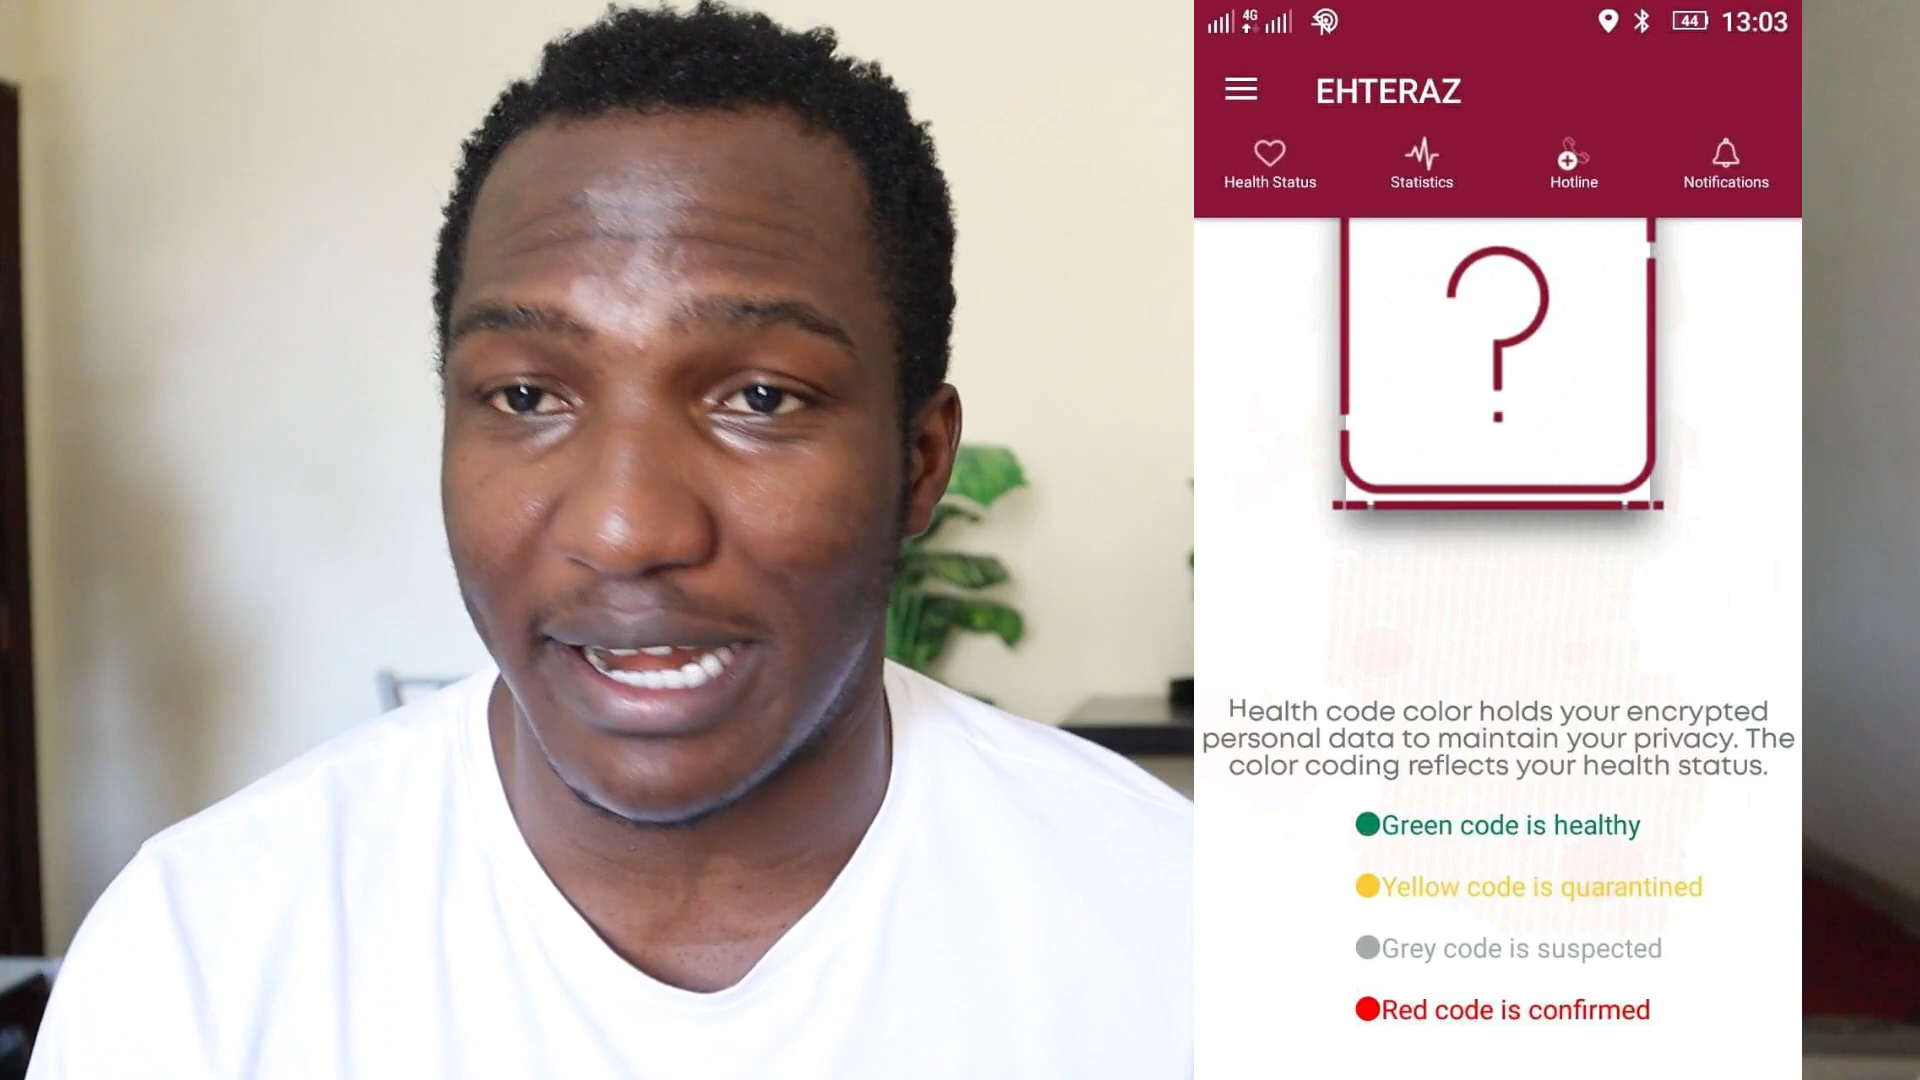 4G
44
13:03
EHTERAZ
Health Status
Statistics
Hotline
Notifications
?
Health code color holds your encrypted
personal data to maintain your privacy. The
color coding reflects your health status.
Green code is healthy
Yellow code is quarantined
Grey code is suspected
Red code is confirmed